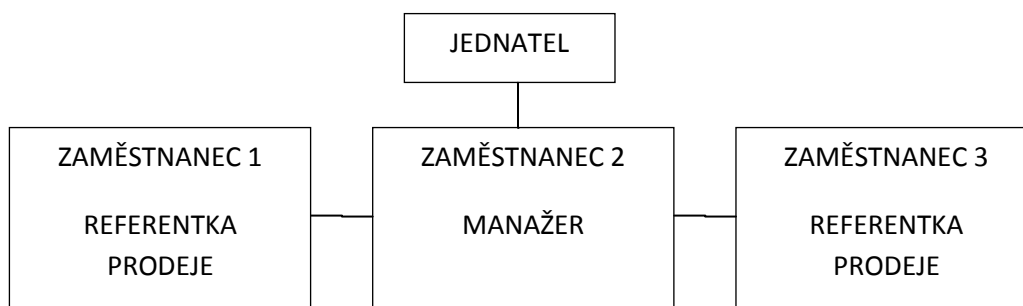 JEDNATEL
ZAMĚSTNANEC 1
REFERENTKA
PRODEJE
ZAMĚSTNANEC 2
MANAŽER
ZAMĚSTNANEC 3
REFERENTKA
PRODEJE